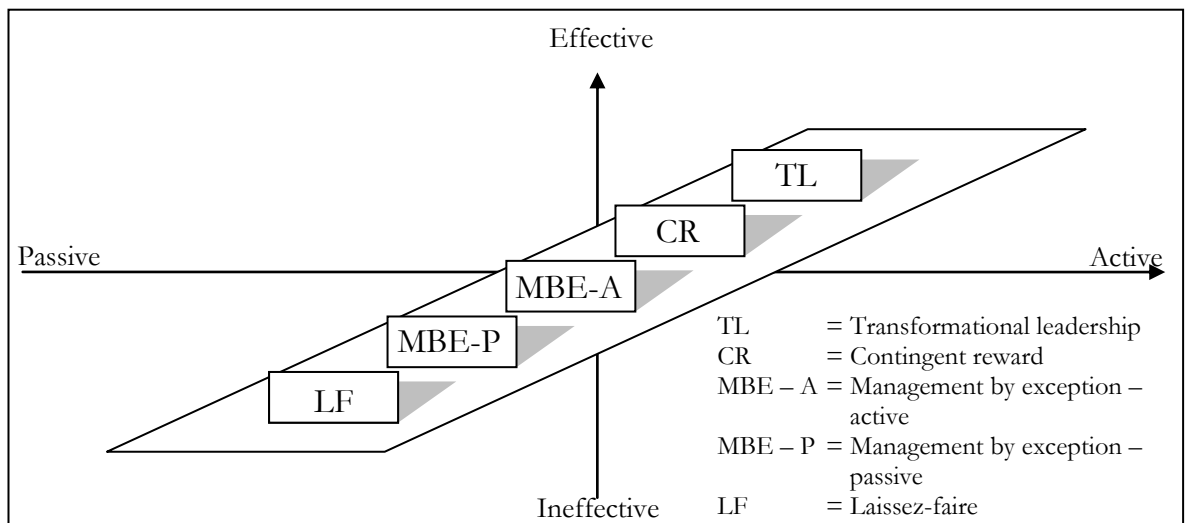 Effective
TL
CR
Passive
Active
MBE-A
MBE-P
LF
TL = Transformational leadership
CR = Contingent reward
MBE – A = Management by exception –
active
MBE – P = Management by exception –
passive
LF = Laissez-faire
Ineffective